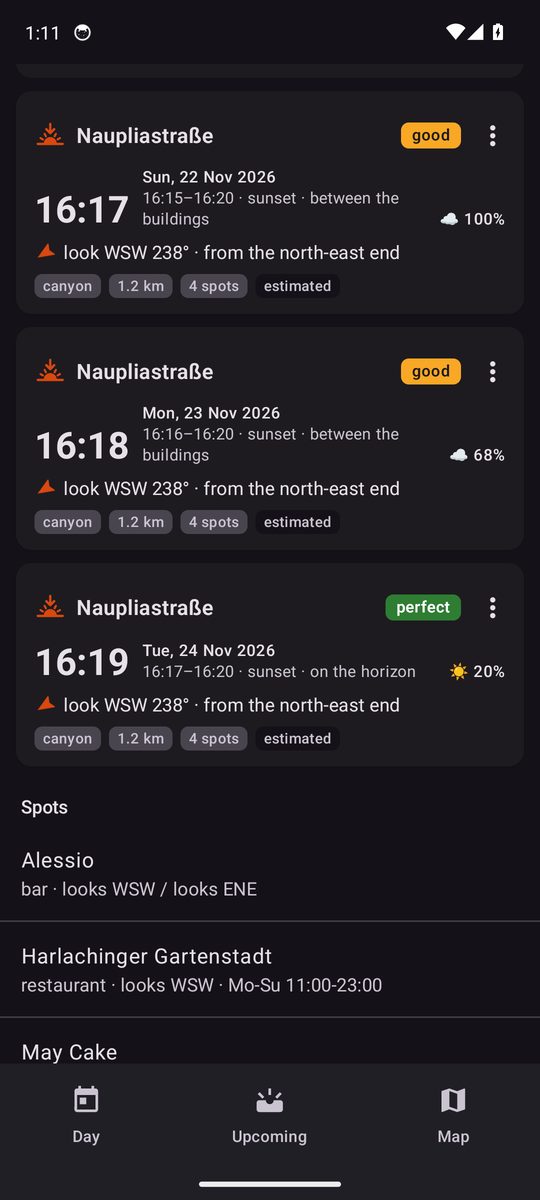 1:11
Naupliastraße
good
16:17
Sun, 22 Nov 2026
16:15–16:20 · sunset · between the
buildings
100%
look WSW 238° · from the north-east end
canyon
1.2 km
4 spots
estimated
Naupliastraße
good
16:18
Mon, 23 Nov 2026
16:16–16:20 · sunset · between the
buildings
68%
look WSW 238° · from the north-east end
canyon
1.2 km
4 spots
estimated
Naupliastraße
perfect
16:19
Tue, 24 Nov 2026
16:17–16:20 · sunset · on the horizon
20%
look WSW 238° · from the north-east end
canyon
1.2 km
4 spots
estimated
Spots
Alessio
bar · looks WSW / looks ENE
Harlachinger Gartenstadt
restaurant · looks WSW · Mo-Su 11:00-23:00
May Cake
Day
Upcoming
Map